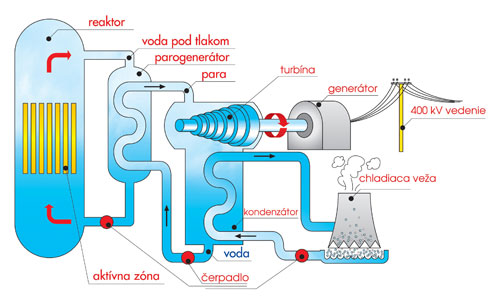 reaktor
voda pod tlakom
parogenerátor
para
turbína
generátor
400 kV vedenie
chladiaca veža
kondenzátor
voda
aktívna zóna
čerpadlo